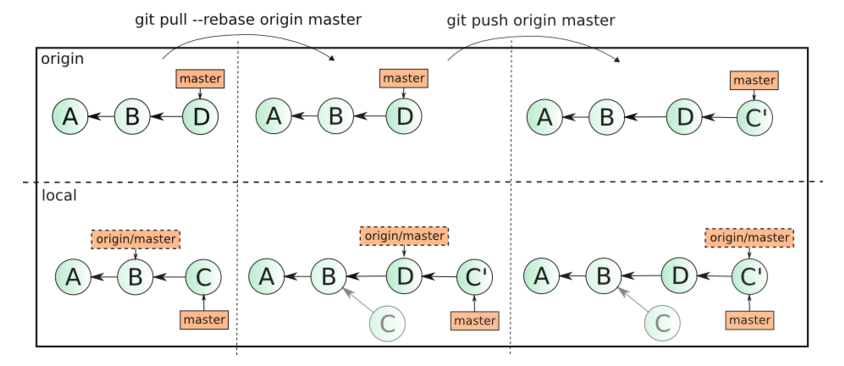 git pull --rebase origin master
git push origin master
origin
master
A B D
master
A B D
master
A B D C'
local
origin/master
A B C
master
origin/master
A B D C'
C
master
origin/master
A B D C'
C
master